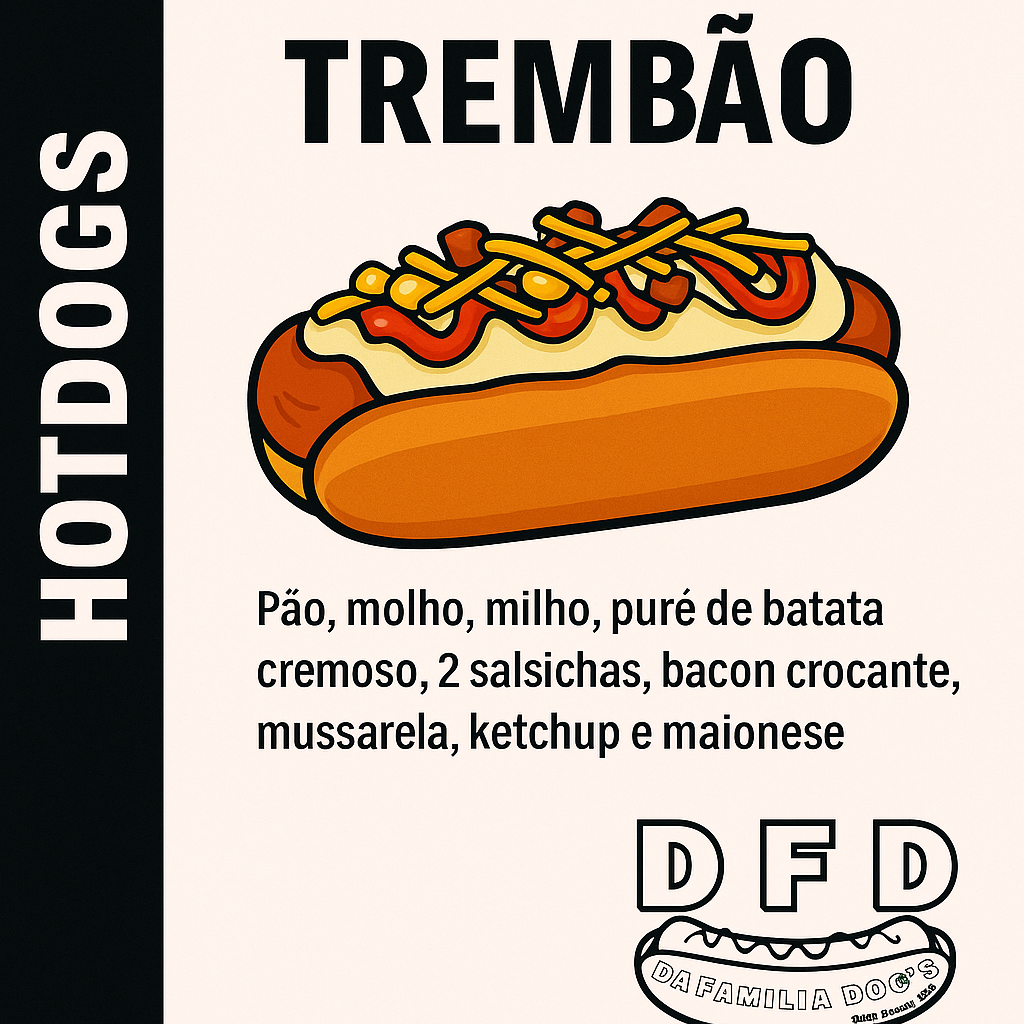 HOTDOGS
TREMBÃO
Pão, molho, milho, puré de batata
cremoso, 2 salsichas, bacon crocante,
mussarela, ketchup e maionese
D F D
DA FAMILIA DOG'S